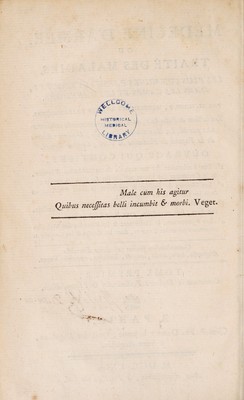 WELLCOME
HISTORICAL
MEDICAL
LIBRARY
Male cum his agitur
Quibus neceſſitas belli incumbit & morbi. Veget.